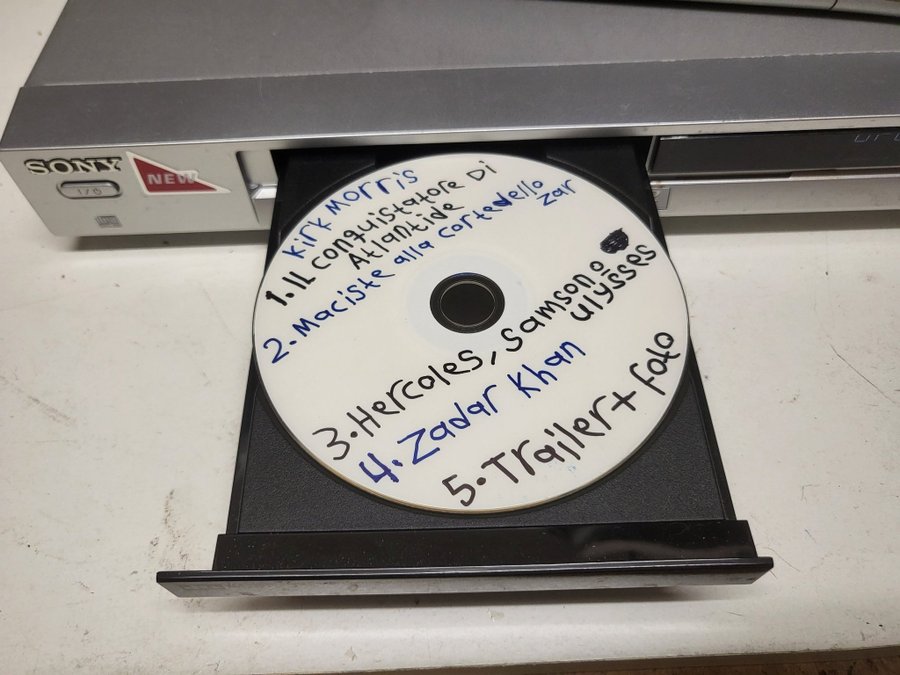 SONY
NEW
I/⏻
Kirk Morris
1. IL conquistatore Di
Atlantide
2. Maciste alla corte dello
zar
3. Hercoles, Samsono
Ulysses
4. Zadar Khan
5. Trailer + foto